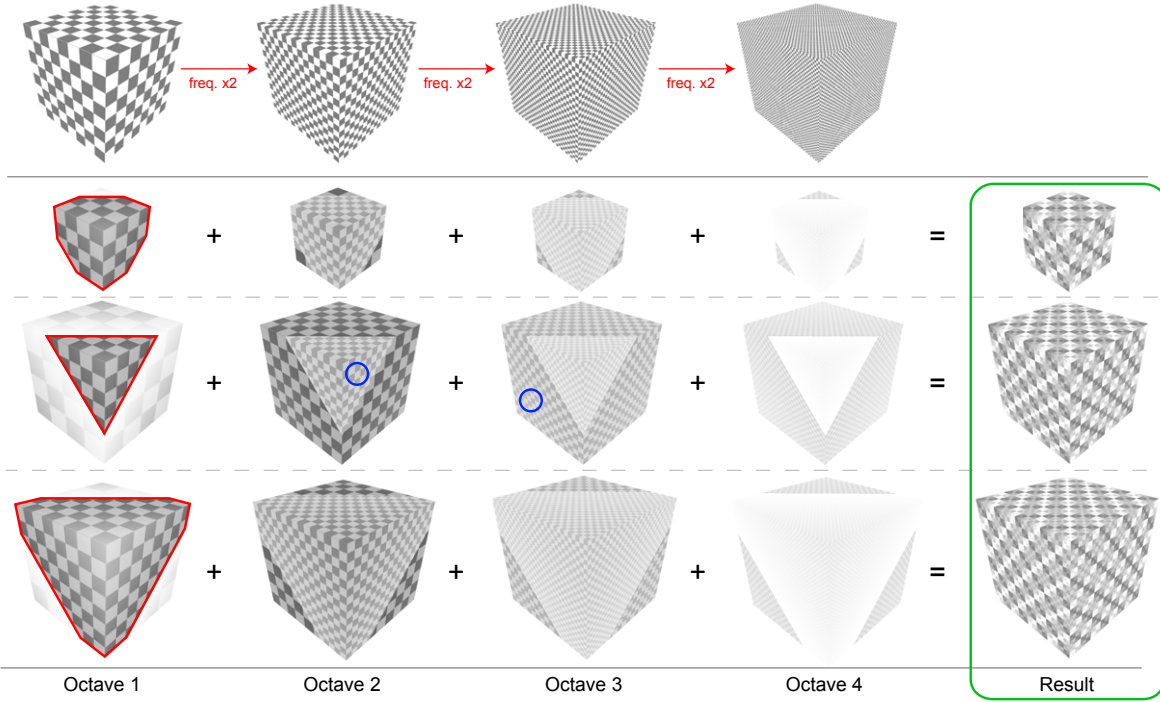 freq. x2
freq. x2
freq. x2
+ + + =
+ + + =
+ + + =
Octave 1 Octave 2 Octave 3 Octave 4 Result